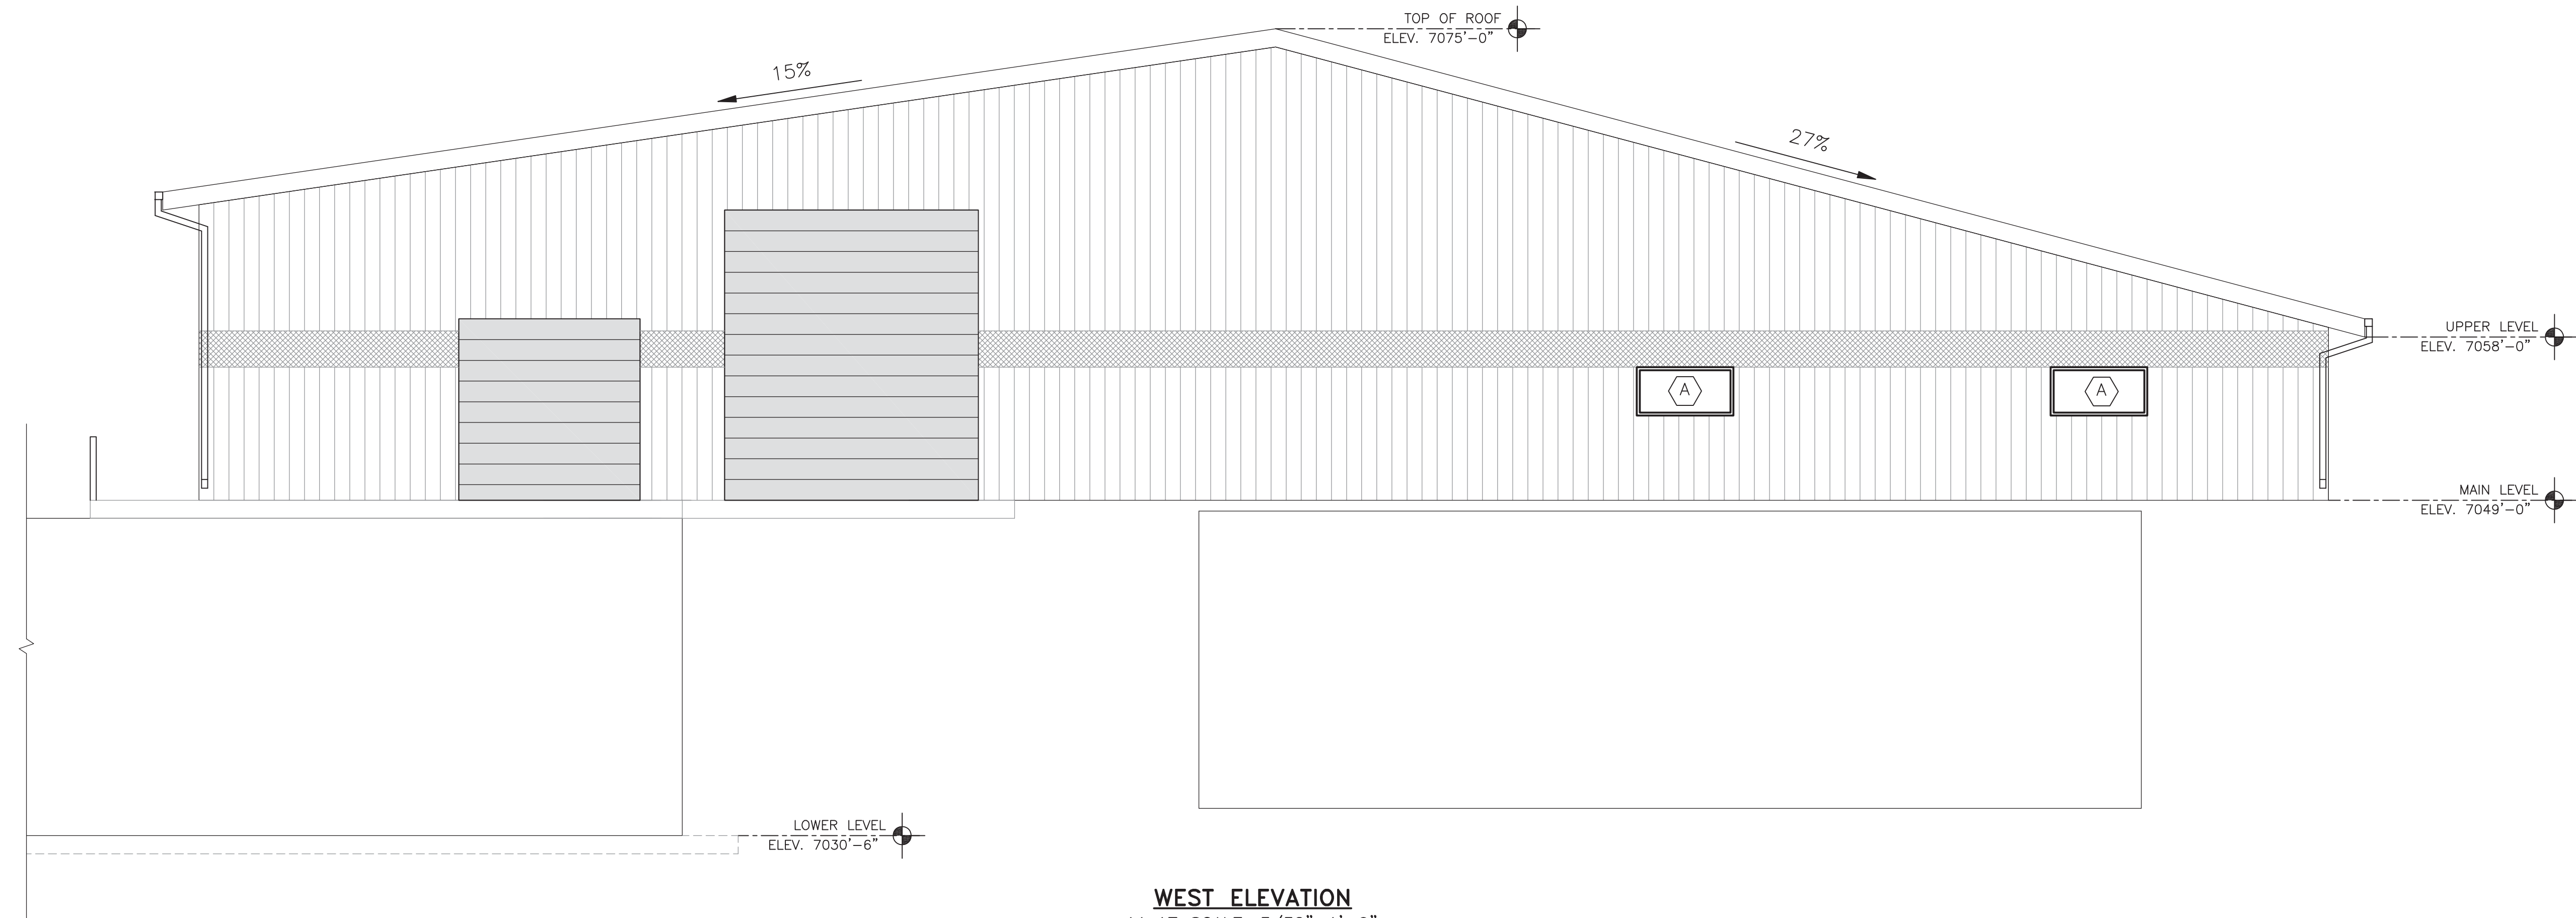 TOP OF ROOF
ELEV. 7075'-0"
15%
27%
UPPER LEVEL
ELEV. 7058'-0"
A
A
MAIN LEVEL
ELEV. 7049'-0"
LOWER LEVEL
ELEV. 7030'-6"
WEST ELEVATION